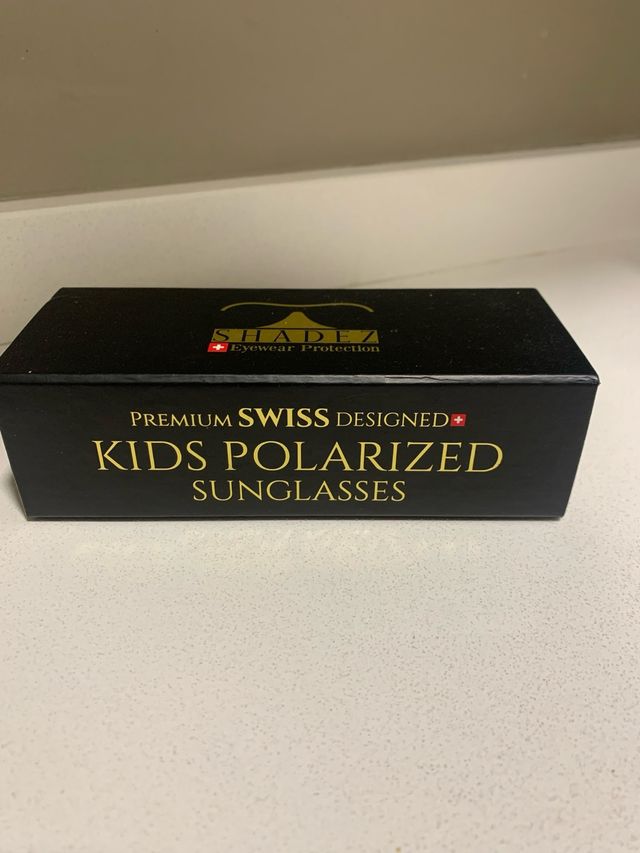 SHADEZ
Eyewear Protection
PREMIUM SWISS DESIGNED
KIDS POLARIZED
SUNGLASSES